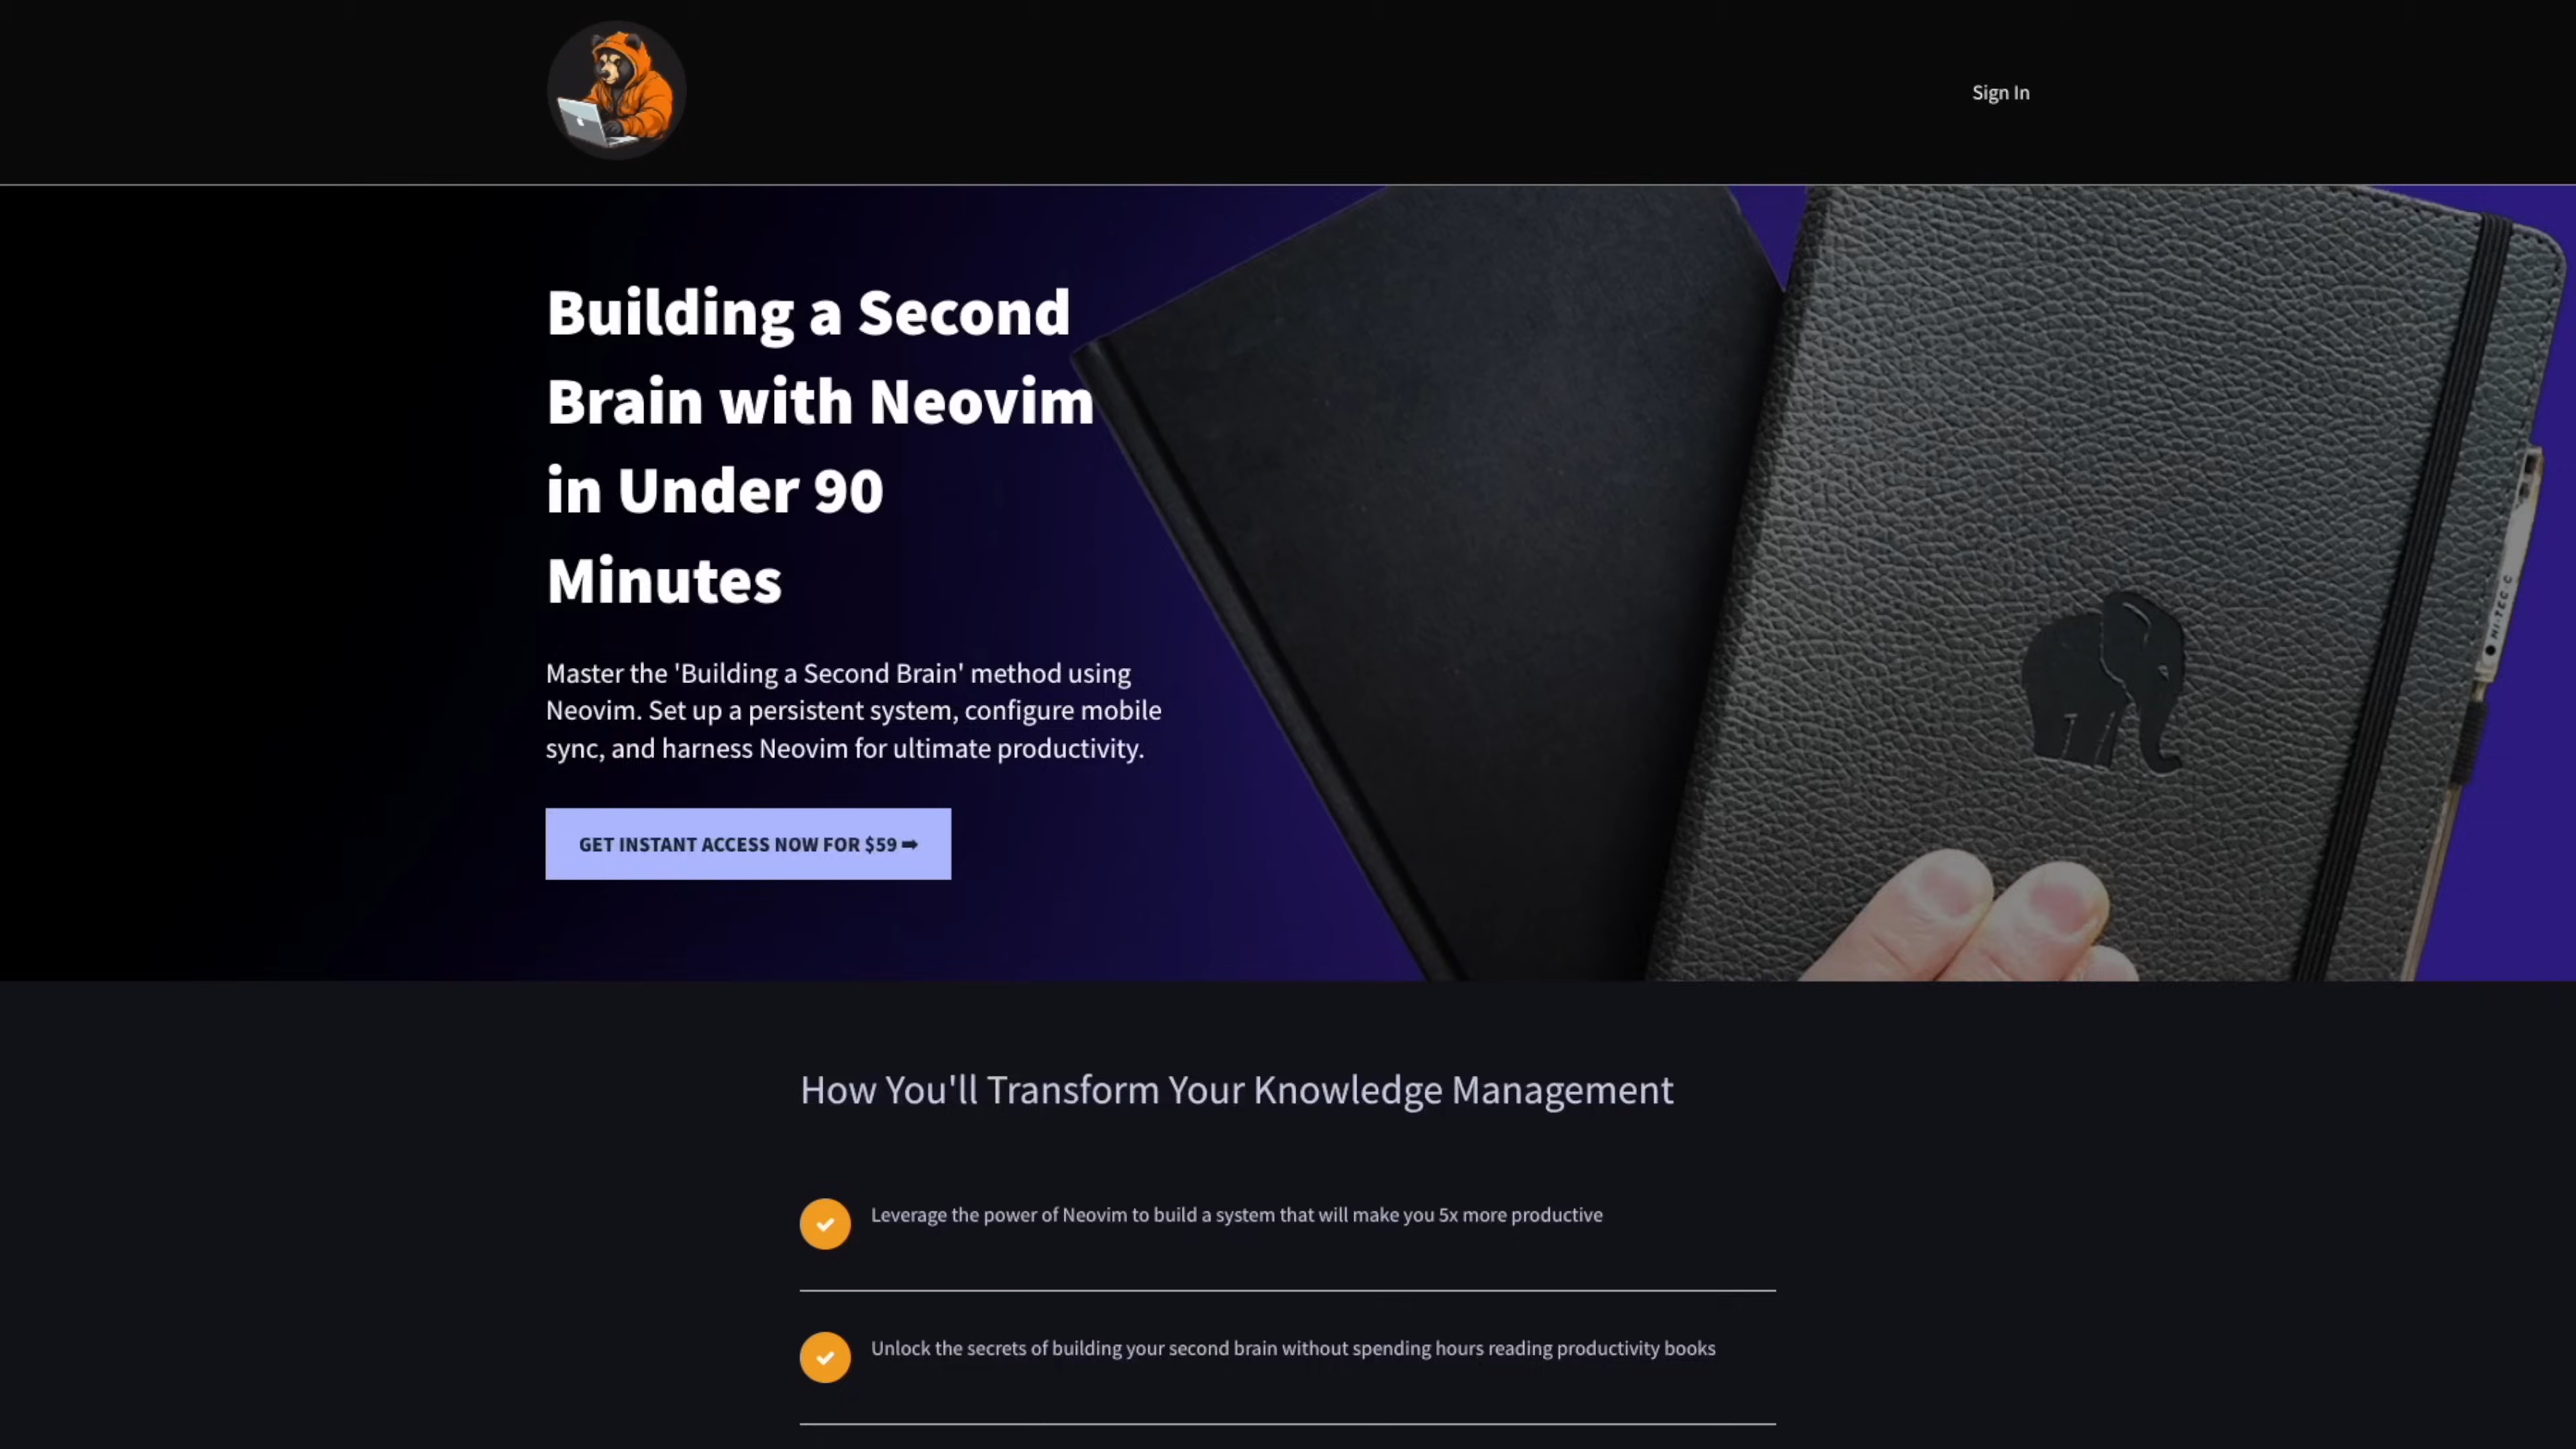 Sign In
Building a Second
Brain with Neovim
in Under 90
Minutes
Master the 'Building a Second Brain' method using
Neovim. Set up a persistent system, configure mobile
sync, and harness Neovim for ultimate productivity.
GET INSTANT ACCESS NOW FOR $59 ➡
HI-TEC C
How You'll Transform Your Knowledge Management
Leverage the power of Neovim to build a system that will make you 5x more productive
Unlock the secrets of building your second brain without spending hours reading productivity books